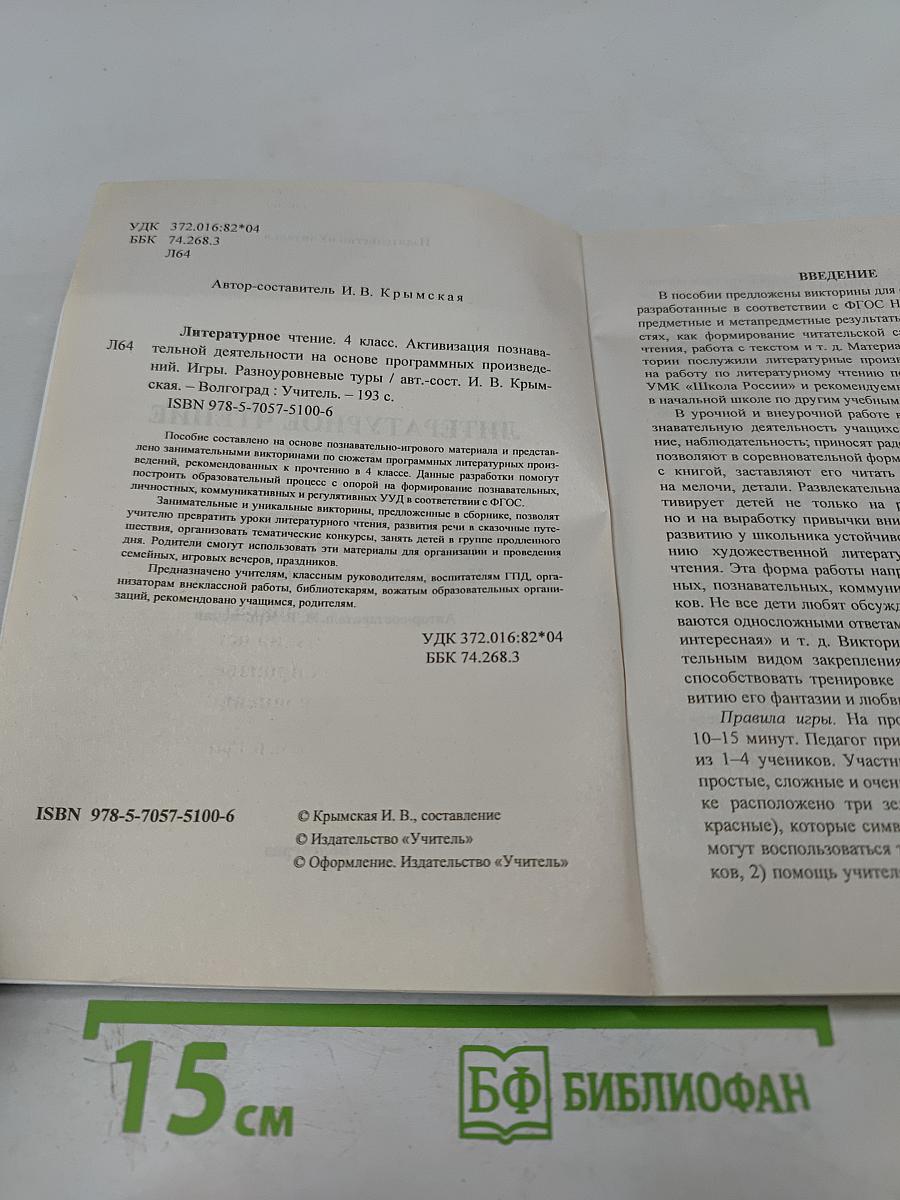 УДК 372.016:82*04
ББК 74.268.3
Л64
Автор-составитель И. В. Крымская
Литературное чтение. 4 класс. Активизация познава-
Л64 тельной деятельности на основе программных произведе-
ний. Игры. Разноуровневые туры / авт.-сост. И. В. Крым-
ская. – Волгоград : Учитель. – 193 с.
ISBN 978-5-7057-5100-6
Пособие составлено на основе познавательно-игрового материала и представ-
лено занимательными викторинами по сюжетам программных литературных произ-
ведений, рекомендованных к прочтению в 4 классе. Данные разработки помогут
построить образовательный процесс с опорой на формирование познавательных,
личностных, коммуникативных и регулятивных УУД в соответствии с ФГОС.
Занимательные и уникальные викторины, предложенные в сборнике, позволят
учителю превратить уроки литературного чтения, развития речи в сказочные путе-
шествия, организовать тематические конкурсы, занять детей в группе продленного
дня. Родители смогут использовать эти материалы для организации и проведения
семейных, игровых вечеров, праздников.
Предназначено учителям, классным руководителям, воспитателям ГПД, орга-
низаторам внеклассной работы, библиотекарям, вожатым образовательных органи-
заций, рекомендовано учащимся, родителям.
УДК 372.016:82*04
ББК 74.268.3
ISBN 978-5-7057-5100-6
© Крымская И. В., составление
© Издательство «Учитель»
© Оформление. Издательство «Учитель»
ВВЕДЕНИЕ
В пособии предложены викторины для
разработанные в соответствии с ФГОС Н
предметные и метапредметные результат
стях, как формирование читательской са
чтения, работа с текстом и т. д. Материа
тории послужили литературные произв
на работу по литературному чтению п
УМК «Школа России» и рекомендуем
в начальной школе по другим учебным
В урочной и внеурочной работе в
знавательную деятельность учащихс
ние, наблюдательность; приносят рад
позволяют в соревновательной форм
с книгой, заставляют его читать
на мелочи, детали. Развлекательна
тивирует детей не только на р
но и на выработку привычки вни
развитию у школьника устойчиво
нию художественной литерату
чтения. Эта форма работы напр
ных, познавательных, коммуни
ков. Не все дети любят обсужд
ваются односложными ответам
интересная» и т. д. Виктори
тельным видом закрепления
способствовать тренировке
витию его фантазии и любви
Правила игры. На про
10–15 минут. Педагог при
из 1–4 учеников. Участн
простые, сложные и очен
ке расположено три зе
красные), которые симв
могут воспользоваться т
ков, 2) помощь учител
15 см
БФ БИБЛИОФАН